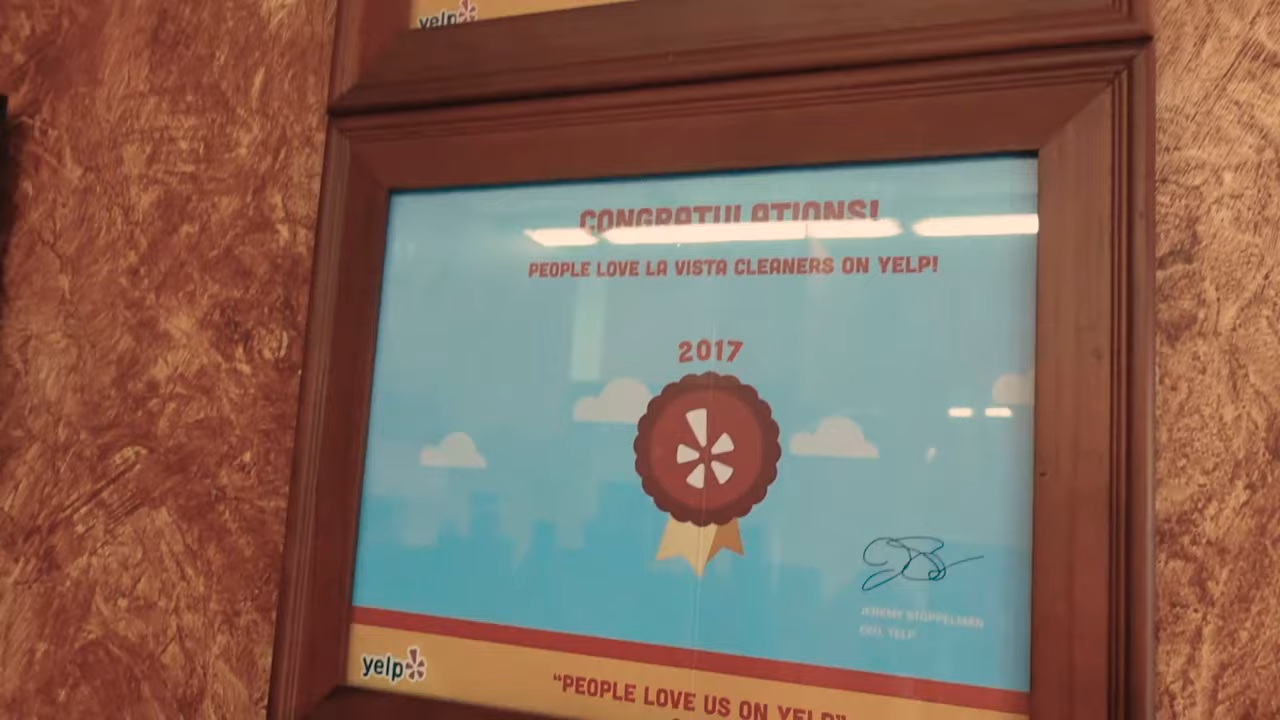 yelp
CONGRATULATIONS!
PEOPLE LOVE LA VISTA CLEANERS ON YELP!
2017
JEREMY STOPPELMAN
CEO, YELP
yelp
"PEOPLE LOVE US ON YELP"